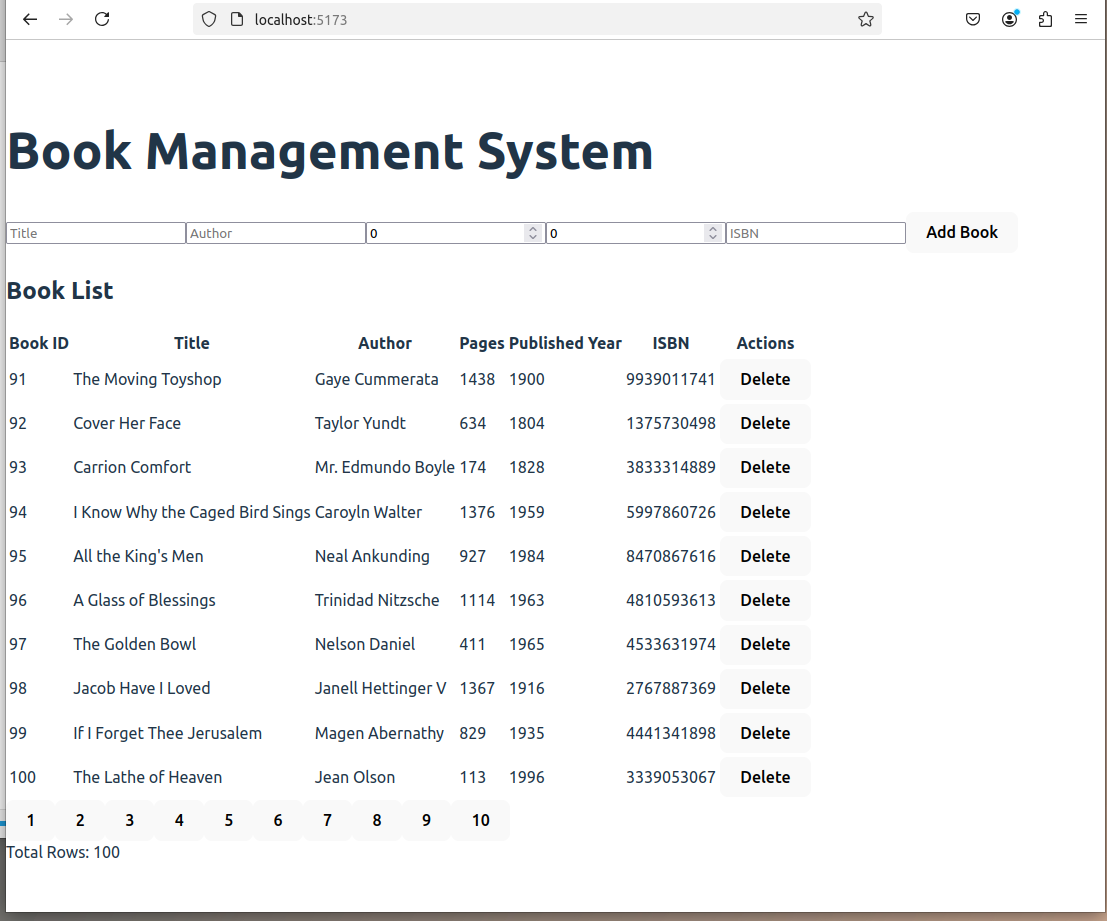 localhost:5173
Book Management System
Title Author 0 0 ISBN Add Book
Book List
Book ID Title Author Pages Published Year ISBN Actions
91 The Moving Toyshop Gaye Cummerata 1438 1900 9939011741 Delete
92 Cover Her Face Taylor Yundt 634 1804 1375730498 Delete
93 Carrion Comfort Mr. Edmundo Boyle 174 1828 3833314889 Delete
94 I Know Why the Caged Bird Sings Caroyln Walter 1376 1959 5997860726 Delete
95 All the King's Men Neal Ankunding 927 1984 8470867616 Delete
96 A Glass of Blessings Trinidad Nitzsche 1114 1963 4810593613 Delete
97 The Golden Bowl Nelson Daniel 411 1965 4533631974 Delete
98 Jacob Have I Loved Janell Hettinger V 1367 1916 2767887369 Delete
99 If I Forget Thee Jerusalem Magen Abernathy 829 1935 4441341898 Delete
100 The Lathe of Heaven Jean Olson 113 1996 3339053067 Delete
1 2 3 4 5 6 7 8 9 10
Total Rows: 100